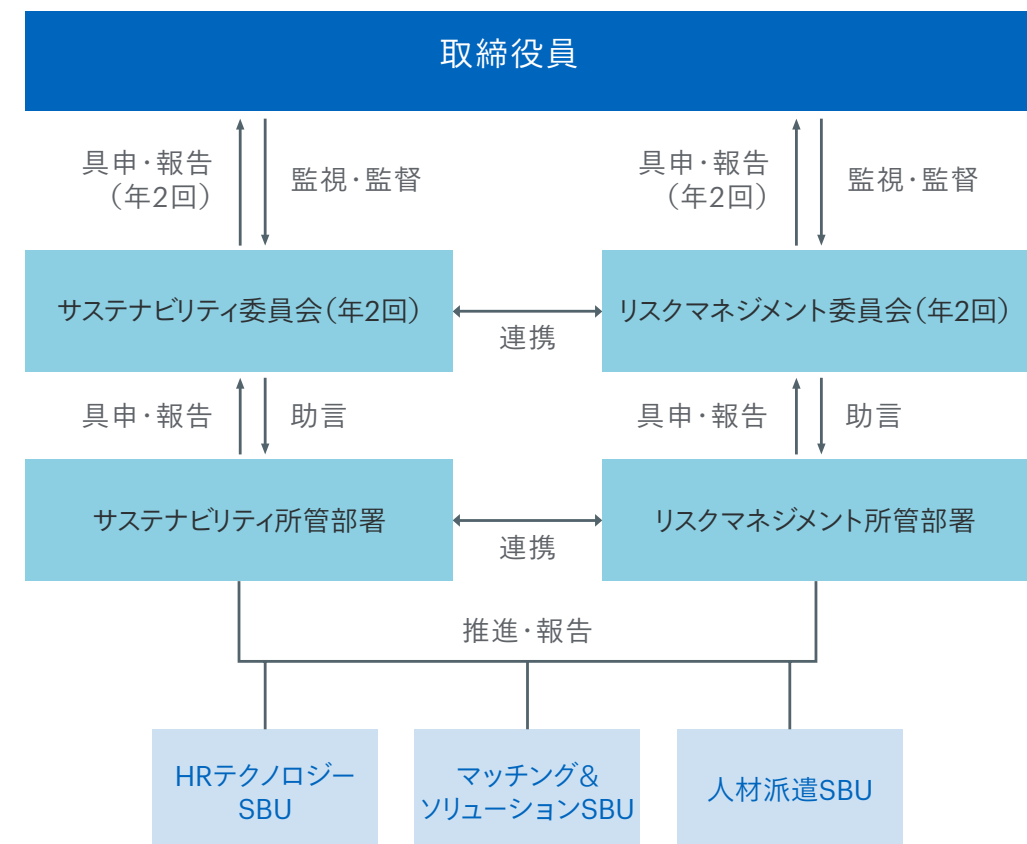 取締役員
具申・報告
(年2回)
監視・監督
具申・報告
(年2回)
監視・監督
サステナビリティ委員会(年2回)
連携
リスクマネジメント委員会(年2回)
具申・報告
助言
具申・報告
助言
サステナビリティ所管部署
連携
リスクマネジメント所管部署
推進・報告
HRテクノロジー
SBU
マッチング&
ソリューションSBU
人材派遣SBU